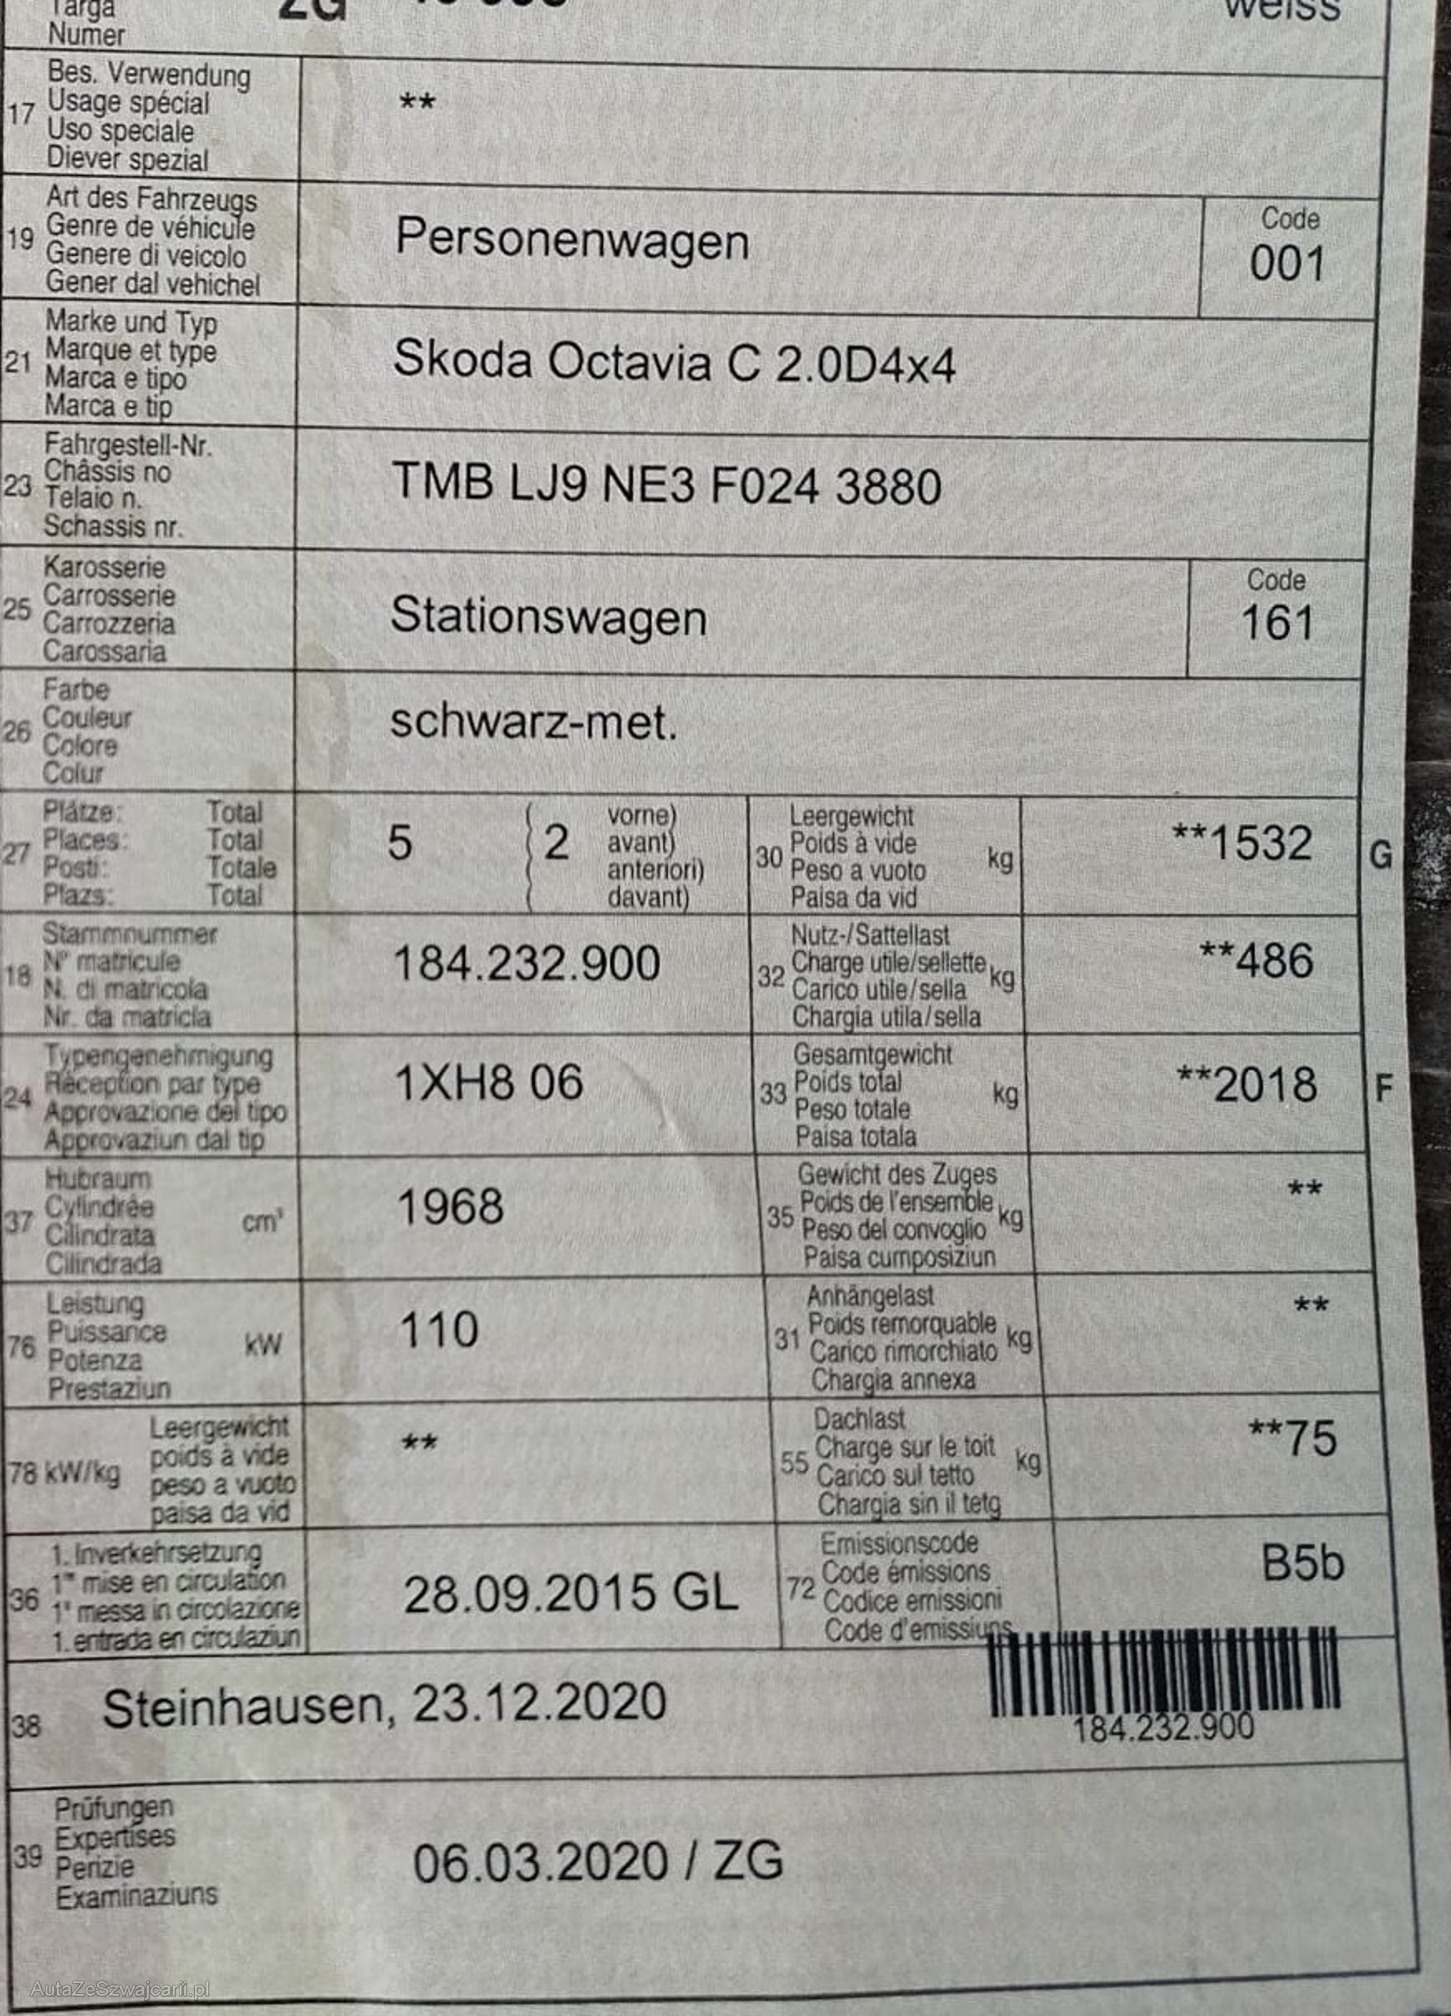 Targa
Numer
ZG
weiss
17
Bes. Verwendung
Usage spécial
Uso speciale
Diever spezial
**
19
Art des Fahrzeugs
Genre de véhicule
Genere di veicolo
Gener dal vehichel
Personenwagen
Code
001
21
Marke und Typ
Marque et type
Marca e tipo
Marca e tip
Skoda Octavia C 2.0D4x4
23
Fahrgestell-Nr.
Châssis no
Telaio n.
Schassis nr.
TMB LJ9 NE3 F024 3880
25
Karosserie
Carrosserie
Carrozzeria
Carossaria
Stationswagen
Code
161
26
Farbe
Couleur
Colore
Colur
schwarz-met.
27
Plätze: Total
Places: Total
Posti: Totale
Plazs: Total
5 ( 2
vorne)
avant)
anteriori)
davant)
30
Leergewicht
Poids à vide
Peso a vuoto
Paisa da vid
kg
**1532
G
18
Stammnummer
N° matricule
N. di matricola
Nr. da matricla
184.232.900
32
Nutz-/Sattellast
Charge utile/sellette
Carico utile/sella
Chargia utila/sella
kg
**486
24
Typengenehmigung
Réception par type
Approvazione del tipo
Approvaziun dal tip
1XH8 06
33
Gesamtgewicht
Poids total
Peso totale
Paisa totala
kg
**2018
F
37
Hubraum
Cylindrée
Cilindrata
Cilindrada
cm³
1968
35
Gewicht des Zuges
Poids de l'ensemble
Peso del convoglio
Paisa cumposiziun
kg
**
76
Leistung
Puissance
Potenza
Prestaziun
kW
110
31
Anhängelast
Poids remorquable
Carico rimorchiato
Chargia annexa
kg
**
78 kW/kg
Leergewicht
poids à vide
peso a vuoto
paisa da vid
**
55
Dachlast
Charge sur le toit
Carico sul tetto
Chargia sin il tetg
kg
**75
36
1. Inverkehrsetzung
1re mise en circulation
1a messa in circolazione
1. entrada en circulaziun
28.09.2015 GL
72
Emissionscode
Code émissions
Codice emissioni
Code d'emissiuns
B5b
38
Steinhausen, 23.12.2020
184.232.900
39
Prüfungen
Expertises
Perizie
Examinaziuns
06.03.2020 / ZG
AutaZeSzwajcarii.pl